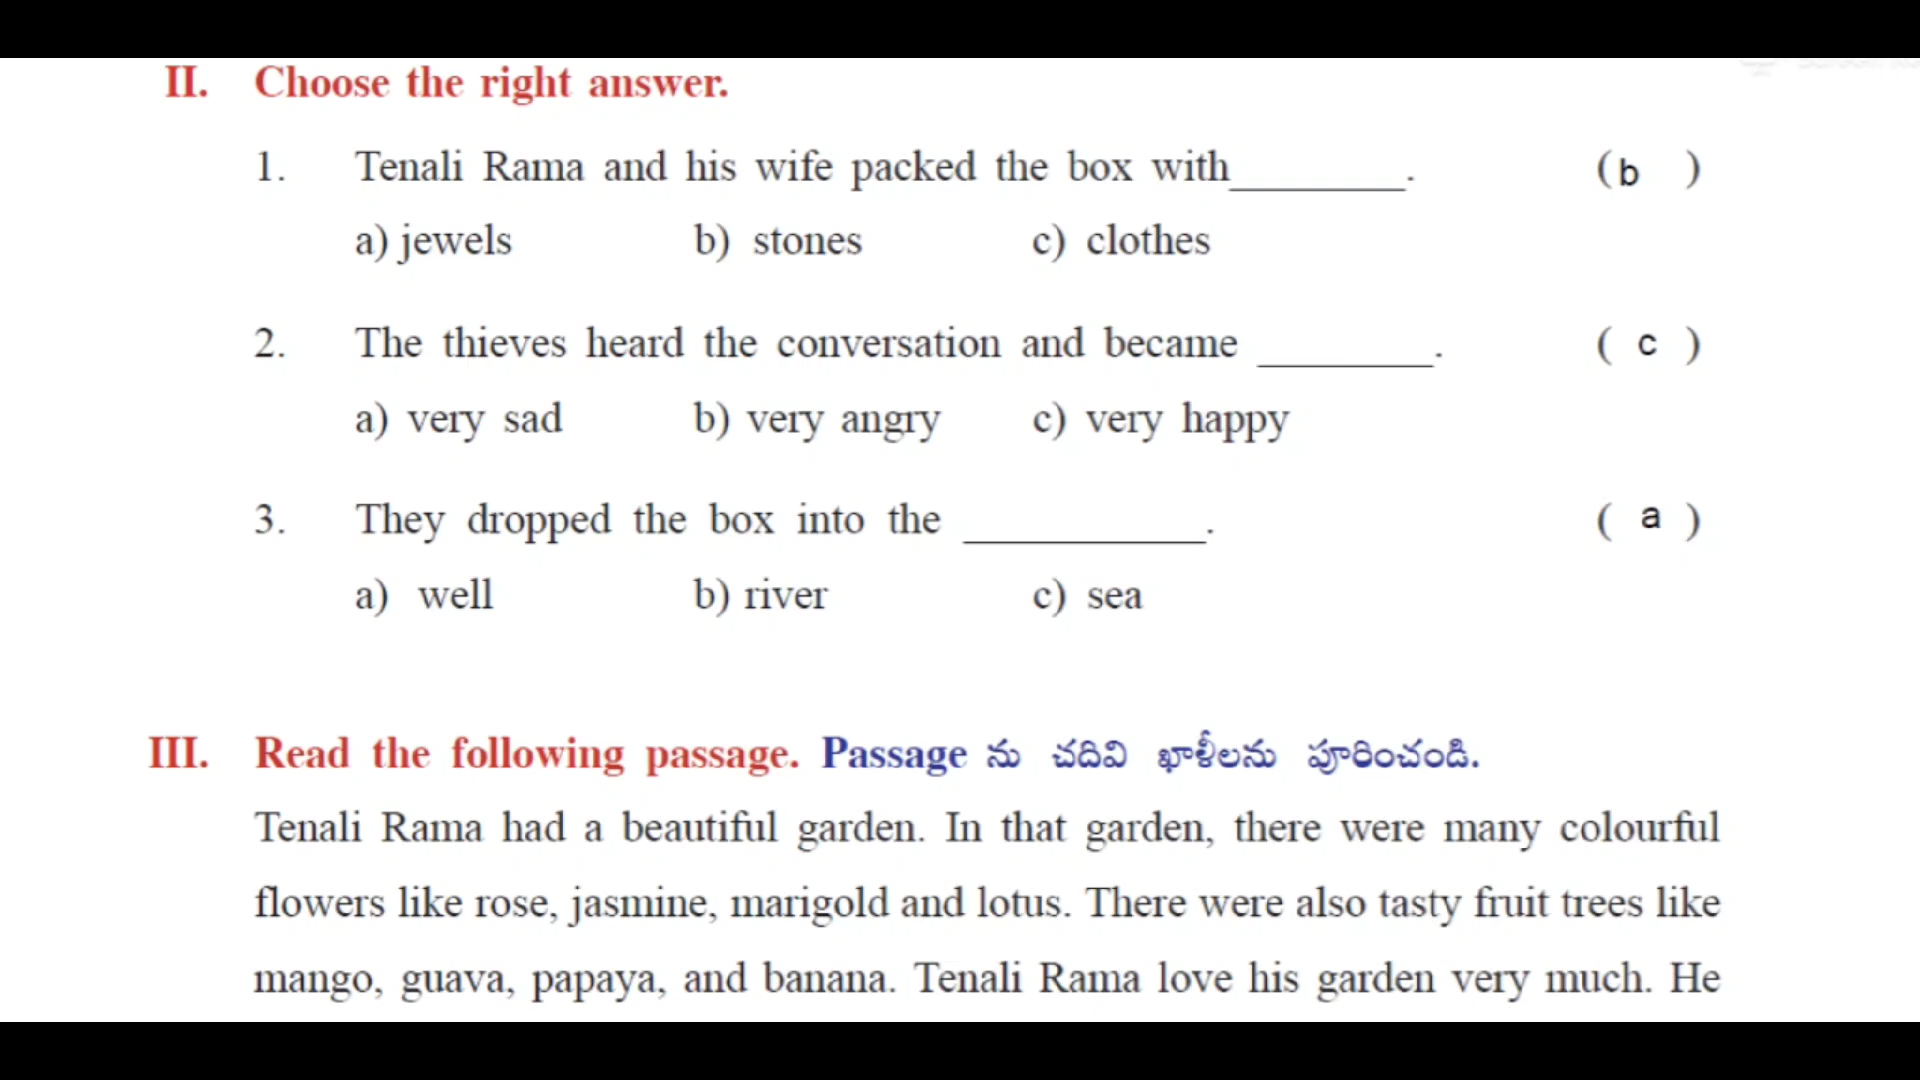 II. Choose the right answer.
1. Tenali Rama and his wife packed the box with________. (b )
a) jewels b) stones c) clothes
2. The thieves heard the conversation and became ________. ( c )
a) very sad b) very angry c) very happy
3. They dropped the box into the ___________. ( a )
a) well b) river c) sea
III. Read the following passage. Passage ను చదివి ఖాళీలను పూరించండి.
Tenali Rama had a beautiful garden. In that garden, there were many colourful
flowers like rose, jasmine, marigold and lotus. There were also tasty fruit trees like
mango, guava, papaya, and banana. Tenali Rama love his garden very much. He